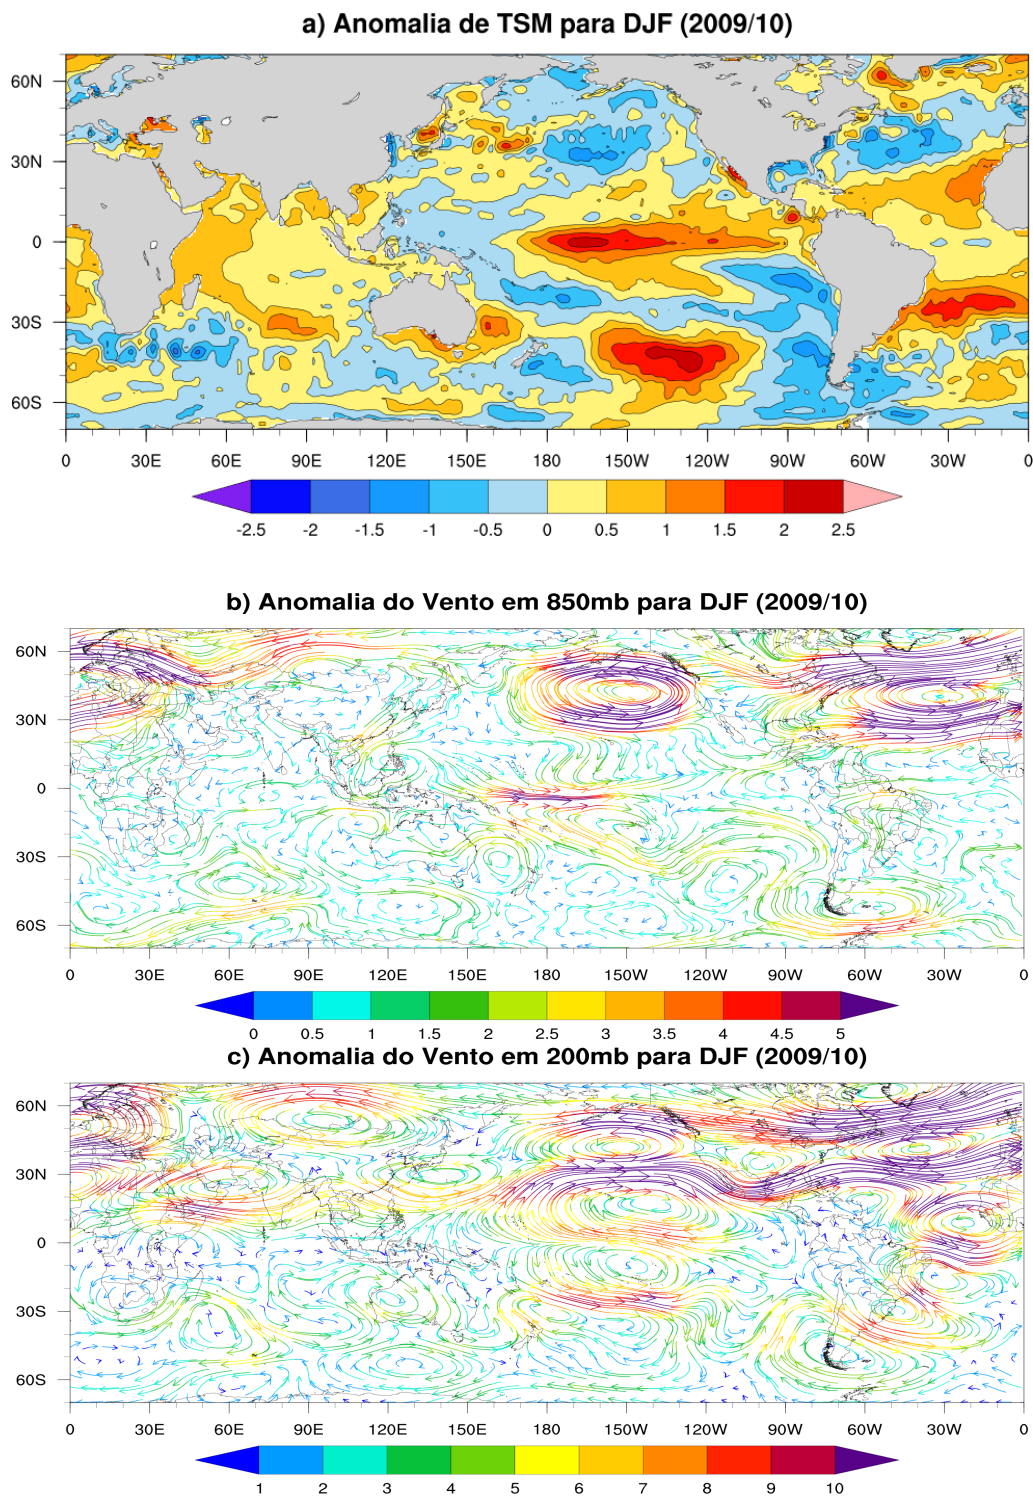 a) Anomalia de TSM para DJF (2009/10)
60N
30N
0
30S
60S
0 30E 60E 90E 120E 150E 180 150W 120W 90W 60W 30W 0
-2.5 -2 -1.5 -1 -0.5 0 0.5 1 1.5 2 2.5
b) Anomalia do Vento em 850mb para DJF (2009/10)
60N
30N
0
30S
60S
0 30E 60E 90E 120E 150E 180 150W 120W 90W 60W 30W 0
0 0.5 1 1.5 2 2.5 3 3.5 4 4.5 5
c) Anomalia do Vento em 200mb para DJF (2009/10)
60N
30N
0
30S
60S
0 30E 60E 90E 120E 150E 180 150W 120W 90W 60W 30W 0
1 2 3 4 5 6 7 8 9 10